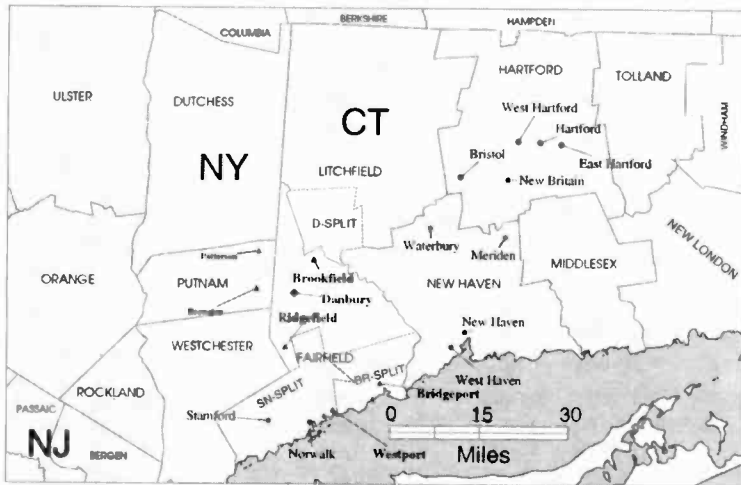 BERKSHIRE
HAMPDEN
COLUMBIA
HARTFORD
TOLLAND
ULSTER
DUTCHESS
CT
West Hartford
Hartford
WINDHAM
NY
Bristol
East Hartford
LITCHFIELD
New Britain
D-SPLIT
NEW LONDON
Waterbury
Meriden
Patterson
MIDDLESEX
ORANGE
PUTNAM
Brookfield
NEW HAVEN
Danbury
Ridgefield
New Haven
WESTCHESTER
FAIRFIELD
West Haven
BR-SPLIT
ROCKLAND
SN-SPLIT
Bridgeport
PASSAIC
Stamford
0 15 30
NJ
BERGEN
Norwalk
Westport
Miles